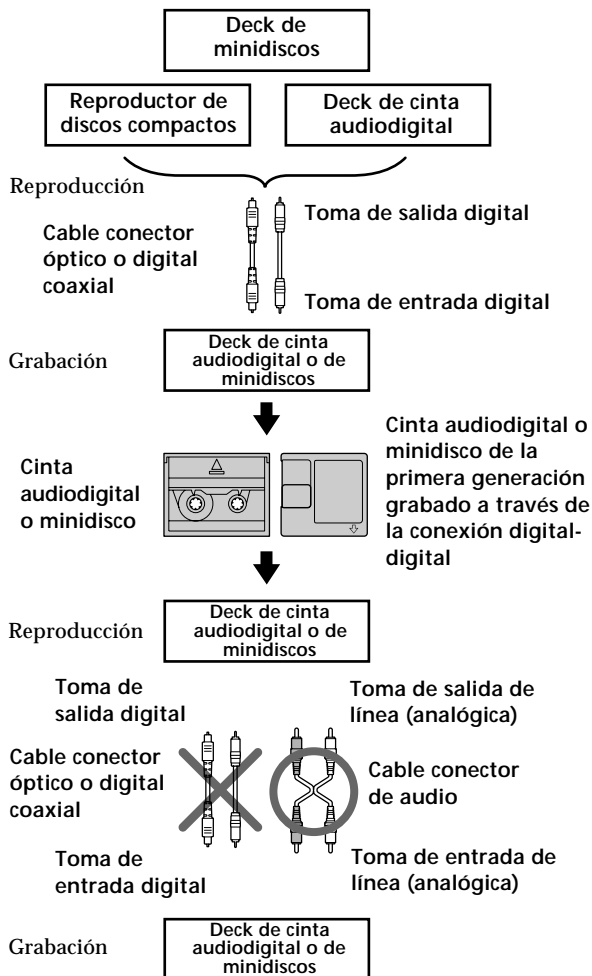 Deck de
minidiscos
Reproductor de
discos compactos
Deck de cinta
audiodigital
Reproducción
Cable conector
óptico o digital
coaxial
Toma de salida digital
Toma de entrada digital
Grabación
Deck de cinta
audiodigital o de
minidiscos
Cinta
audiodigital
o minidisco
Cinta audiodigital o
minidisco de la
primera generación
grabado a través de
la conexión digital-
digital
Reproducción
Deck de cinta
audiodigital o de
minidiscos
Toma de
salida digital
Toma de salida de
línea (analógica)
Cable conector
óptico o digital
coaxial
Cable conector
de audio
Toma de
entrada digital
Toma de entrada de
línea (analógica)
Grabación
Deck de cinta
audiodigital o de
minidiscos